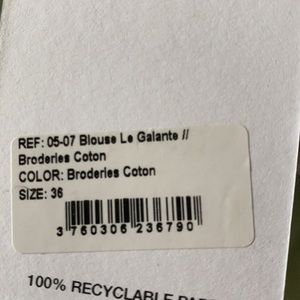 REF: 05-07 Blouse Le Galante //
Broderies Coton
COLOR: Broderies Coton
SIZE: 36
3 760306 236790
100% RECYCLABLE